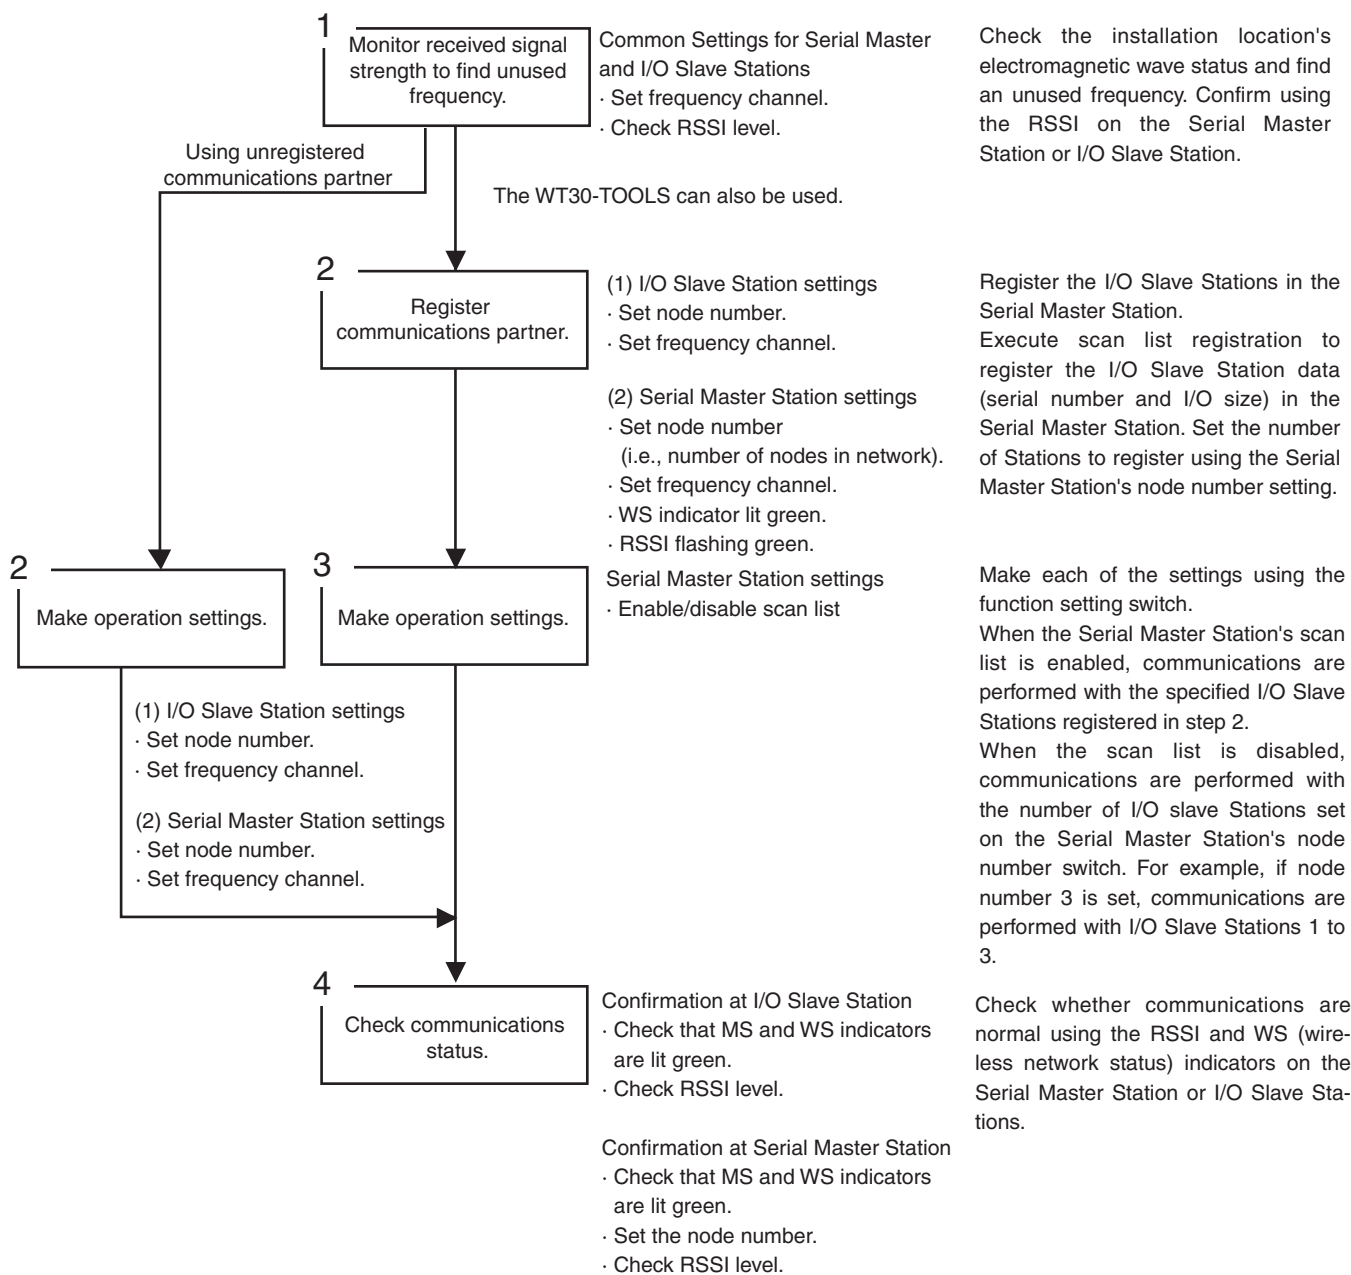 1
Monitor received signal
strength to find unused
frequency.
Common Settings for Serial Master
and I/O Slave Stations
· Set frequency channel.
· Check RSSI level.
Check the installation location's
electromagnetic wave status and find
an unused frequency. Confirm using
the RSSI on the Serial Master
Station or I/O Slave Station.
Using unregistered
communications partner
The WT30-TOOLS can also be used.
2
Register
communications partner.
(1) I/O Slave Station settings
· Set node number.
· Set frequency channel.
(2) Serial Master Station settings
· Set node number
(i.e., number of nodes in network).
· Set frequency channel.
· WS indicator lit green.
· RSSI flashing green.
Register the I/O Slave Stations in the
Serial Master Station.
Execute scan list registration to
register the I/O Slave Station data
(serial number and I/O size) in the
Serial Master Station. Set the number
of Stations to register using the Serial
Master Station's node number setting.
2
Make operation settings.
(1) I/O Slave Station settings
· Set node number.
· Set frequency channel.
(2) Serial Master Station settings
· Set node number.
· Set frequency channel.
3
Make operation settings.
Serial Master Station settings
· Enable/disable scan list
Make each of the settings using the
function setting switch.
When the Serial Master Station's scan
list is enabled, communications are
performed with the specified I/O Slave
Stations registered in step 2.
When the scan list is disabled,
communications are performed with
the number of I/O slave Stations set
on the Serial Master Station's node
number switch. For example, if node
number 3 is set, communications are
performed with I/O Slave Stations 1 to
3.
4
Check communications
status.
Confirmation at I/O Slave Station
· Check that MS and WS indicators
are lit green.
· Check RSSI level.
Confirmation at Serial Master Station
· Check that MS and WS indicators
are lit green.
· Set the node number.
· Check RSSI level.
Check whether communications are
normal using the RSSI and WS (wire-
less network status) indicators on the
Serial Master Station or I/O Slave Sta-
tions.